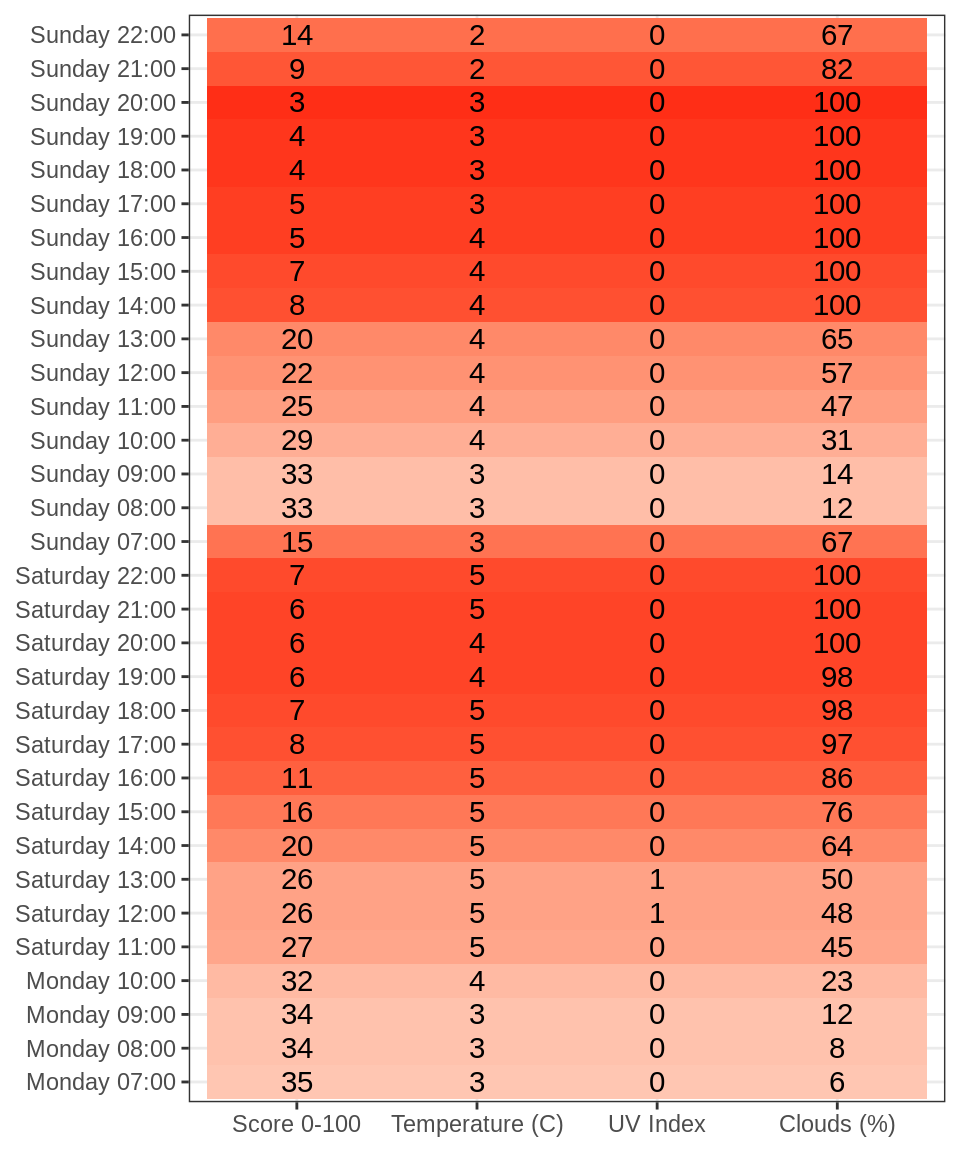 Sunday 22:00 14 2 0 67
Sunday 21:00 9 2 0 82
Sunday 20:00 3 3 0 100
Sunday 19:00 4 3 0 100
Sunday 18:00 4 3 0 100
Sunday 17:00 5 3 0 100
Sunday 16:00 5 4 0 100
Sunday 15:00 7 4 0 100
Sunday 14:00 8 4 0 100
Sunday 13:00 20 4 0 65
Sunday 12:00 22 4 0 57
Sunday 11:00 25 4 0 47
Sunday 10:00 29 4 0 31
Sunday 09:00 33 3 0 14
Sunday 08:00 33 3 0 12
Sunday 07:00 15 3 0 67
Saturday 22:00 7 5 0 100
Saturday 21:00 6 5 0 100
Saturday 20:00 6 4 0 100
Saturday 19:00 6 4 0 98
Saturday 18:00 7 5 0 98
Saturday 17:00 8 5 0 97
Saturday 16:00 11 5 0 86
Saturday 15:00 16 5 0 76
Saturday 14:00 20 5 0 64
Saturday 13:00 26 5 1 50
Saturday 12:00 26 5 1 48
Saturday 11:00 27 5 0 45
Monday 10:00 32 4 0 23
Monday 09:00 34 3 0 12
Monday 08:00 34 3 0 8
Monday 07:00 35 3 0 6
Score 0-100 Temperature (C) UV Index Clouds (%)